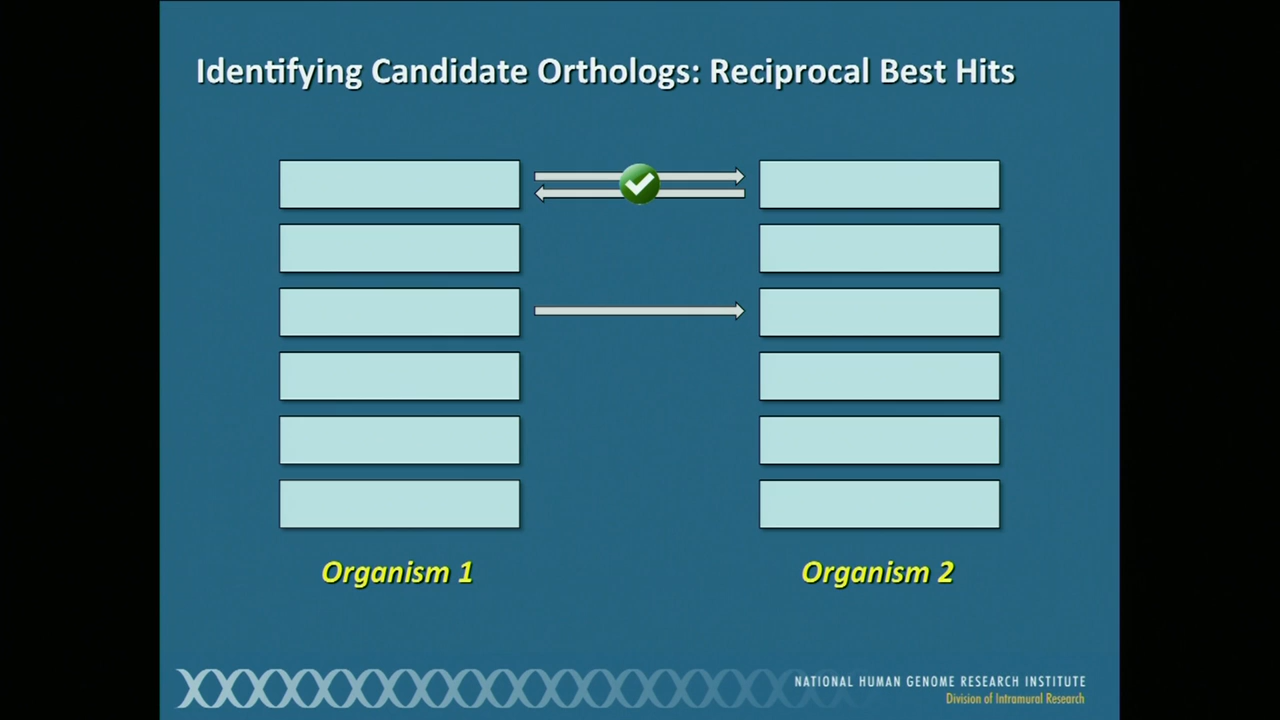 Identifying Candidate Orthologs: Reciprocal Best Hits
Organism 1
Organism 2
NATIONAL HUMAN GENOME RESEARCH INSTITUTE
Division of Intramural Research